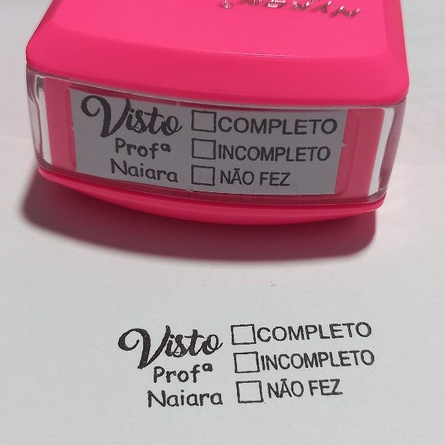 Visto ☐ COMPLETO
Profª ☐ INCOMPLETO
Naiara ☐ NÃO FEZ
Visto ☐ COMPLETO
Profª ☐ INCOMPLETO
Naiara ☐ NÃO FEZ